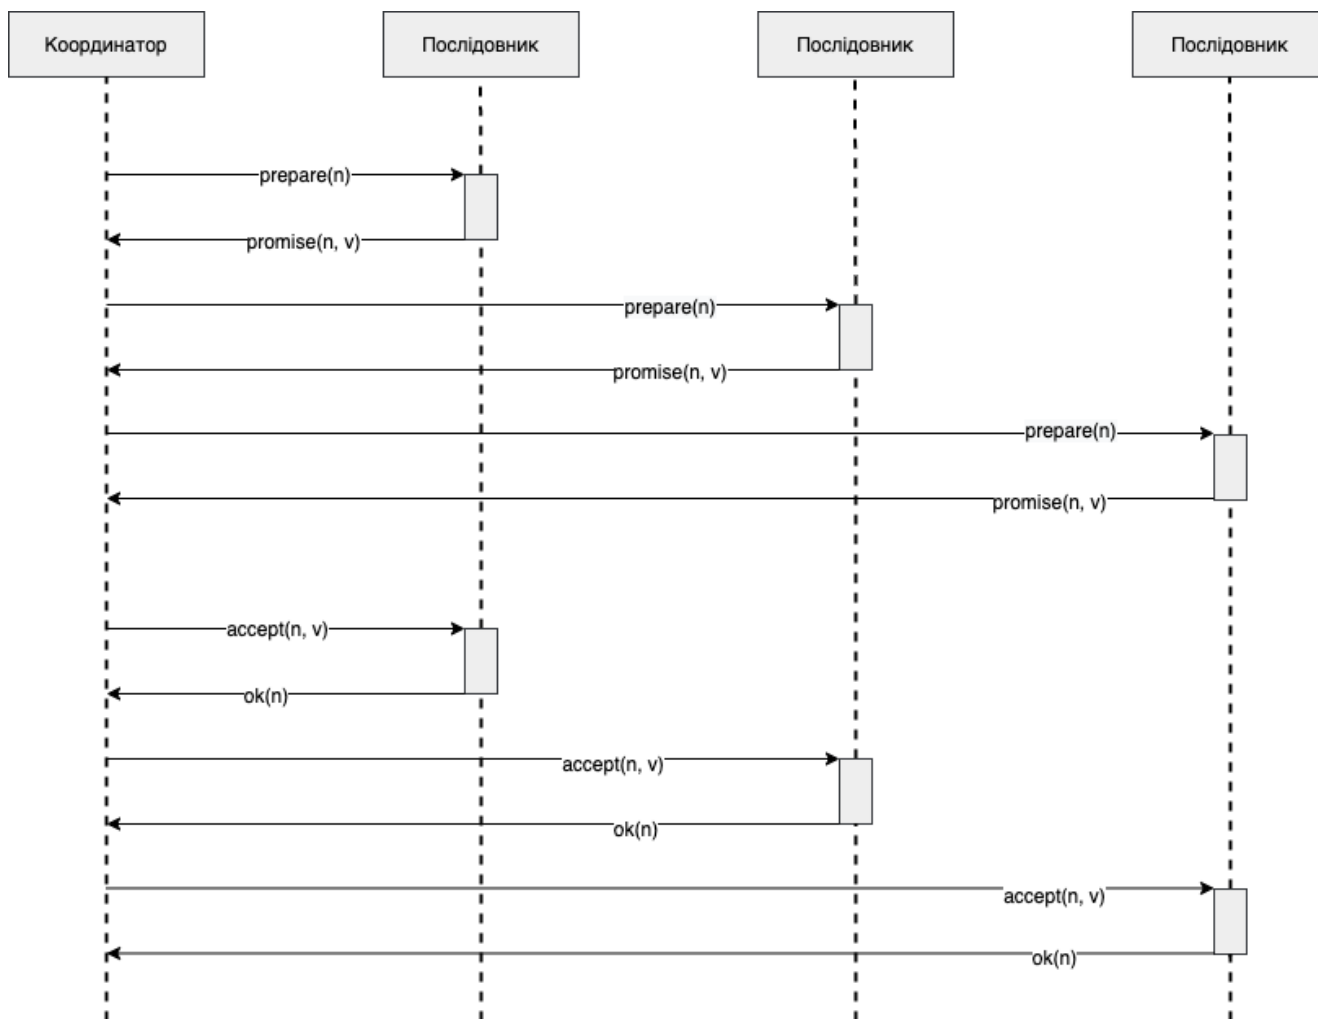 Координатор
Послідовник
Послідовник
Послідовник
prepare(n)
promise(n, v)
prepare(n)
promise(n, v)
prepare(n)
promise(n, v)
accept(n, v)
ok(n)
accept(n, v)
ok(n)
accept(n, v)
ok(n)